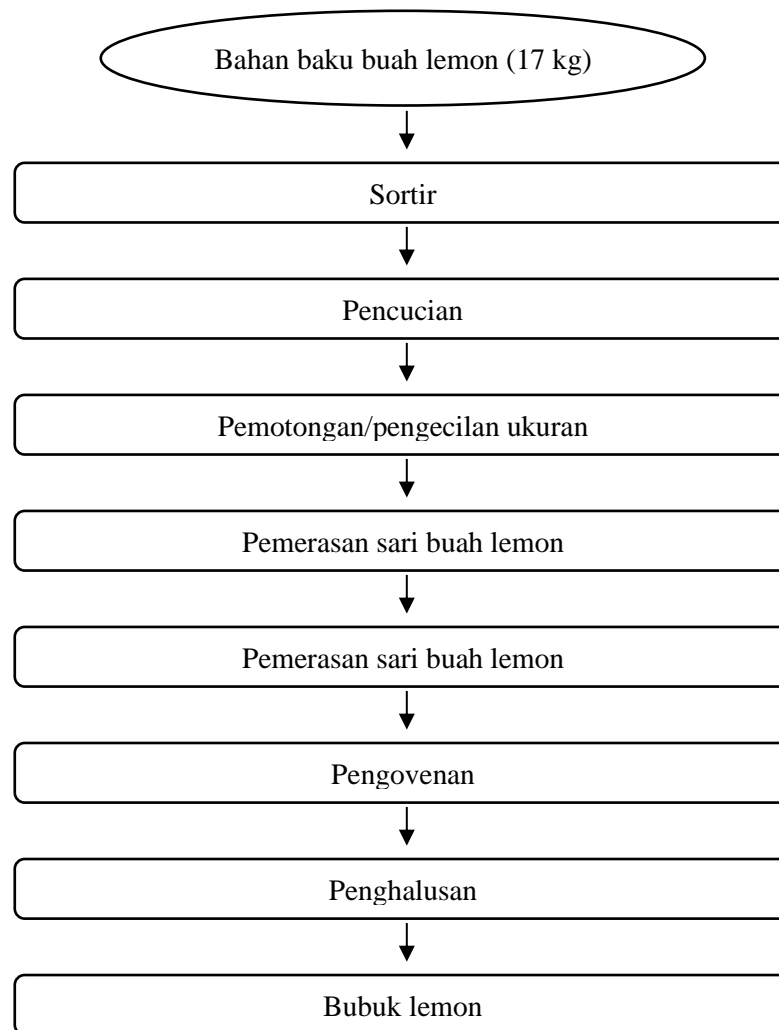 Bahan baku buah lemon (17 kg)
Sortir
Pencucian
Pemotongan/pengecilan ukuran
Pemerasan sari buah lemon
Pemerasan sari buah lemon
Pengovenan
Penghalusan
Bubuk lemon